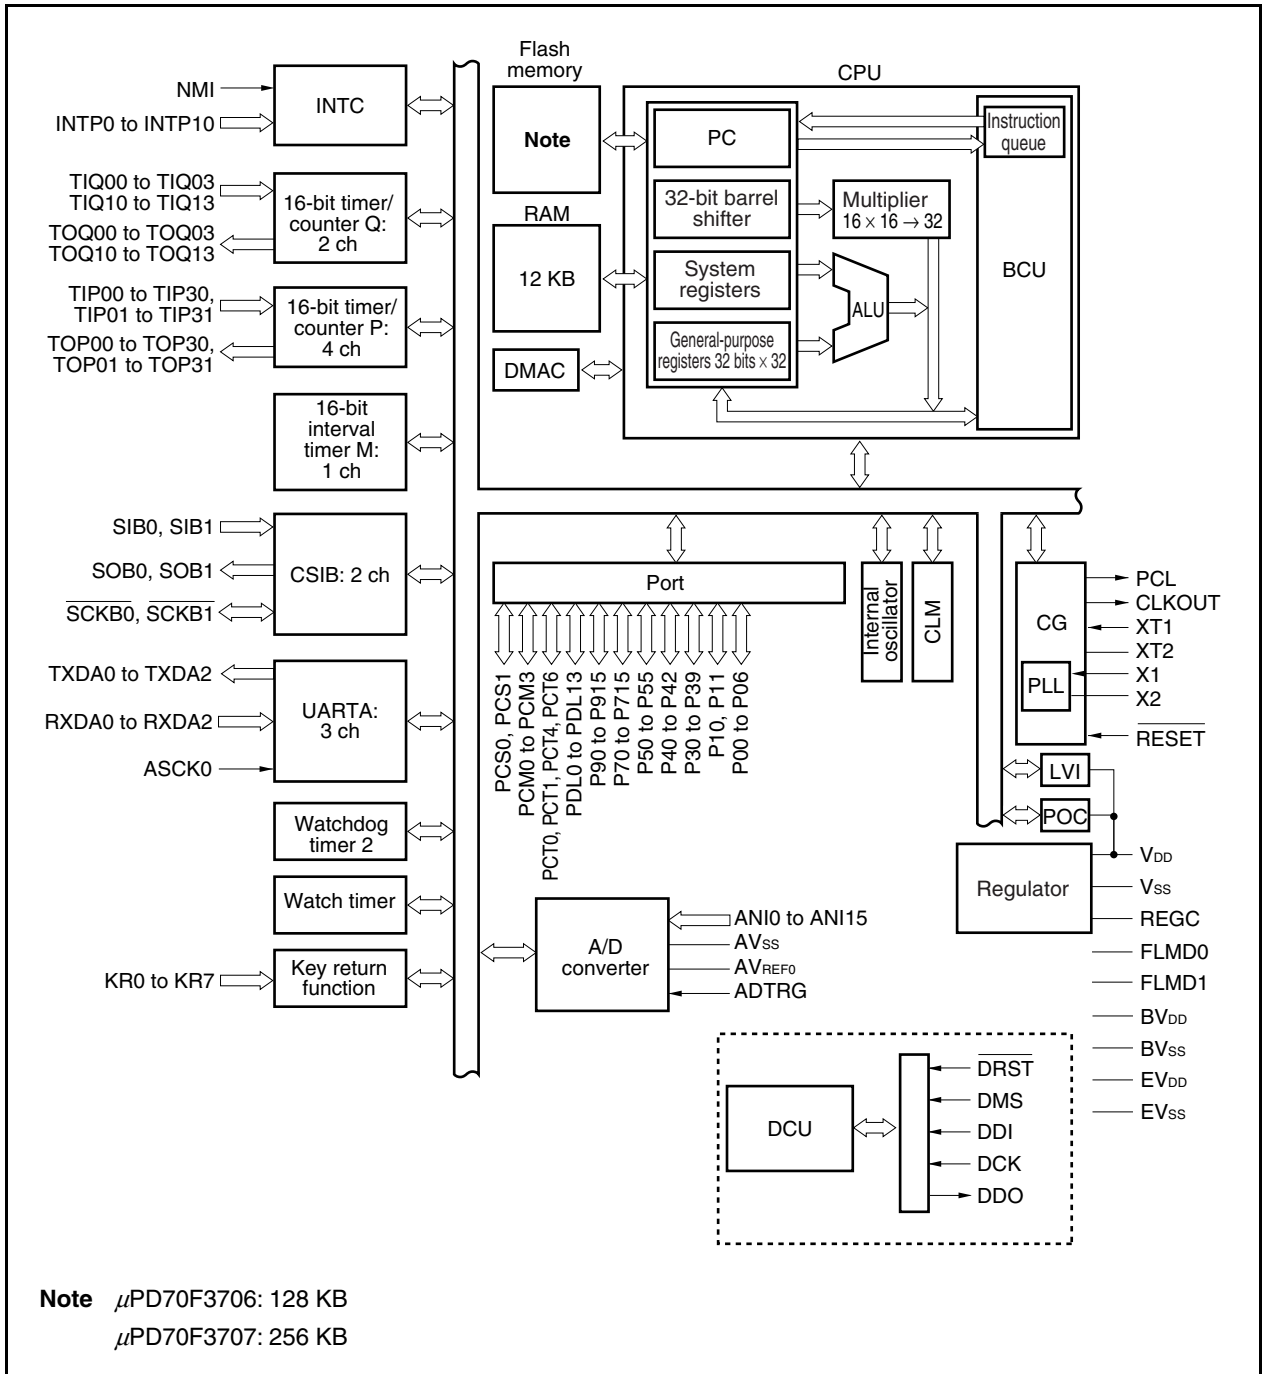 NMI
INTP0 to INTP10
INTC
TIQ00 to TIQ03
TIQ10 to TIQ13
TOQ00 to TOQ03
TOQ10 to TOQ13
16-bit timer/
counter Q:
2 ch
TIP00 to TIP30,
TIP01 to TIP31
TOP00 to TOP30,
TOP01 to TOP31
16-bit timer/
counter P:
4 ch
16-bit
interval
timer M:
1 ch
SIB0, SIB1
SOB0, SOB1
SCKB0, SCKB1
CSIB: 2 ch
TXDA0 to TXDA2
RXDA0 to RXDA2
ASCK0
UARTA:
3 ch
Watchdog
timer 2
Watch timer
KR0 to KR7
Key return
function
Flash
memory
Note
RAM
12 KB
DMAC
CPU
PC
32-bit barrel
shifter
System
registers
General-purpose
registers 32 bits × 32
Multiplier
16 × 16 → 32
ALU
Instruction
queue
BCU
Port
PCS0, PCS1
PCM0 to PCM3
PCT0, PCT1, PCT4, PCT6
PDL0 to PDL13
P90 to P915
P70 to P715
P50 to P55
P40 to P42
P30 to P39
P10, P11
P00 to P06
Internal
oscillator
CLM
CG
PLL
PCL
CLKOUT
XT1
XT2
X1
X2
RESET
LVI
POC
Regulator
VDD
VSS
REGC
FLMD0
FLMD1
BVDD
BVSS
EVDD
EVSS
A/D
converter
ANI0 to ANI15
AVSS
AVREF0
ADTRG
DCU
DRST
DMS
DDI
DCK
DDO
Note μPD70F3706: 128 KB
μPD70F3707: 256 KB